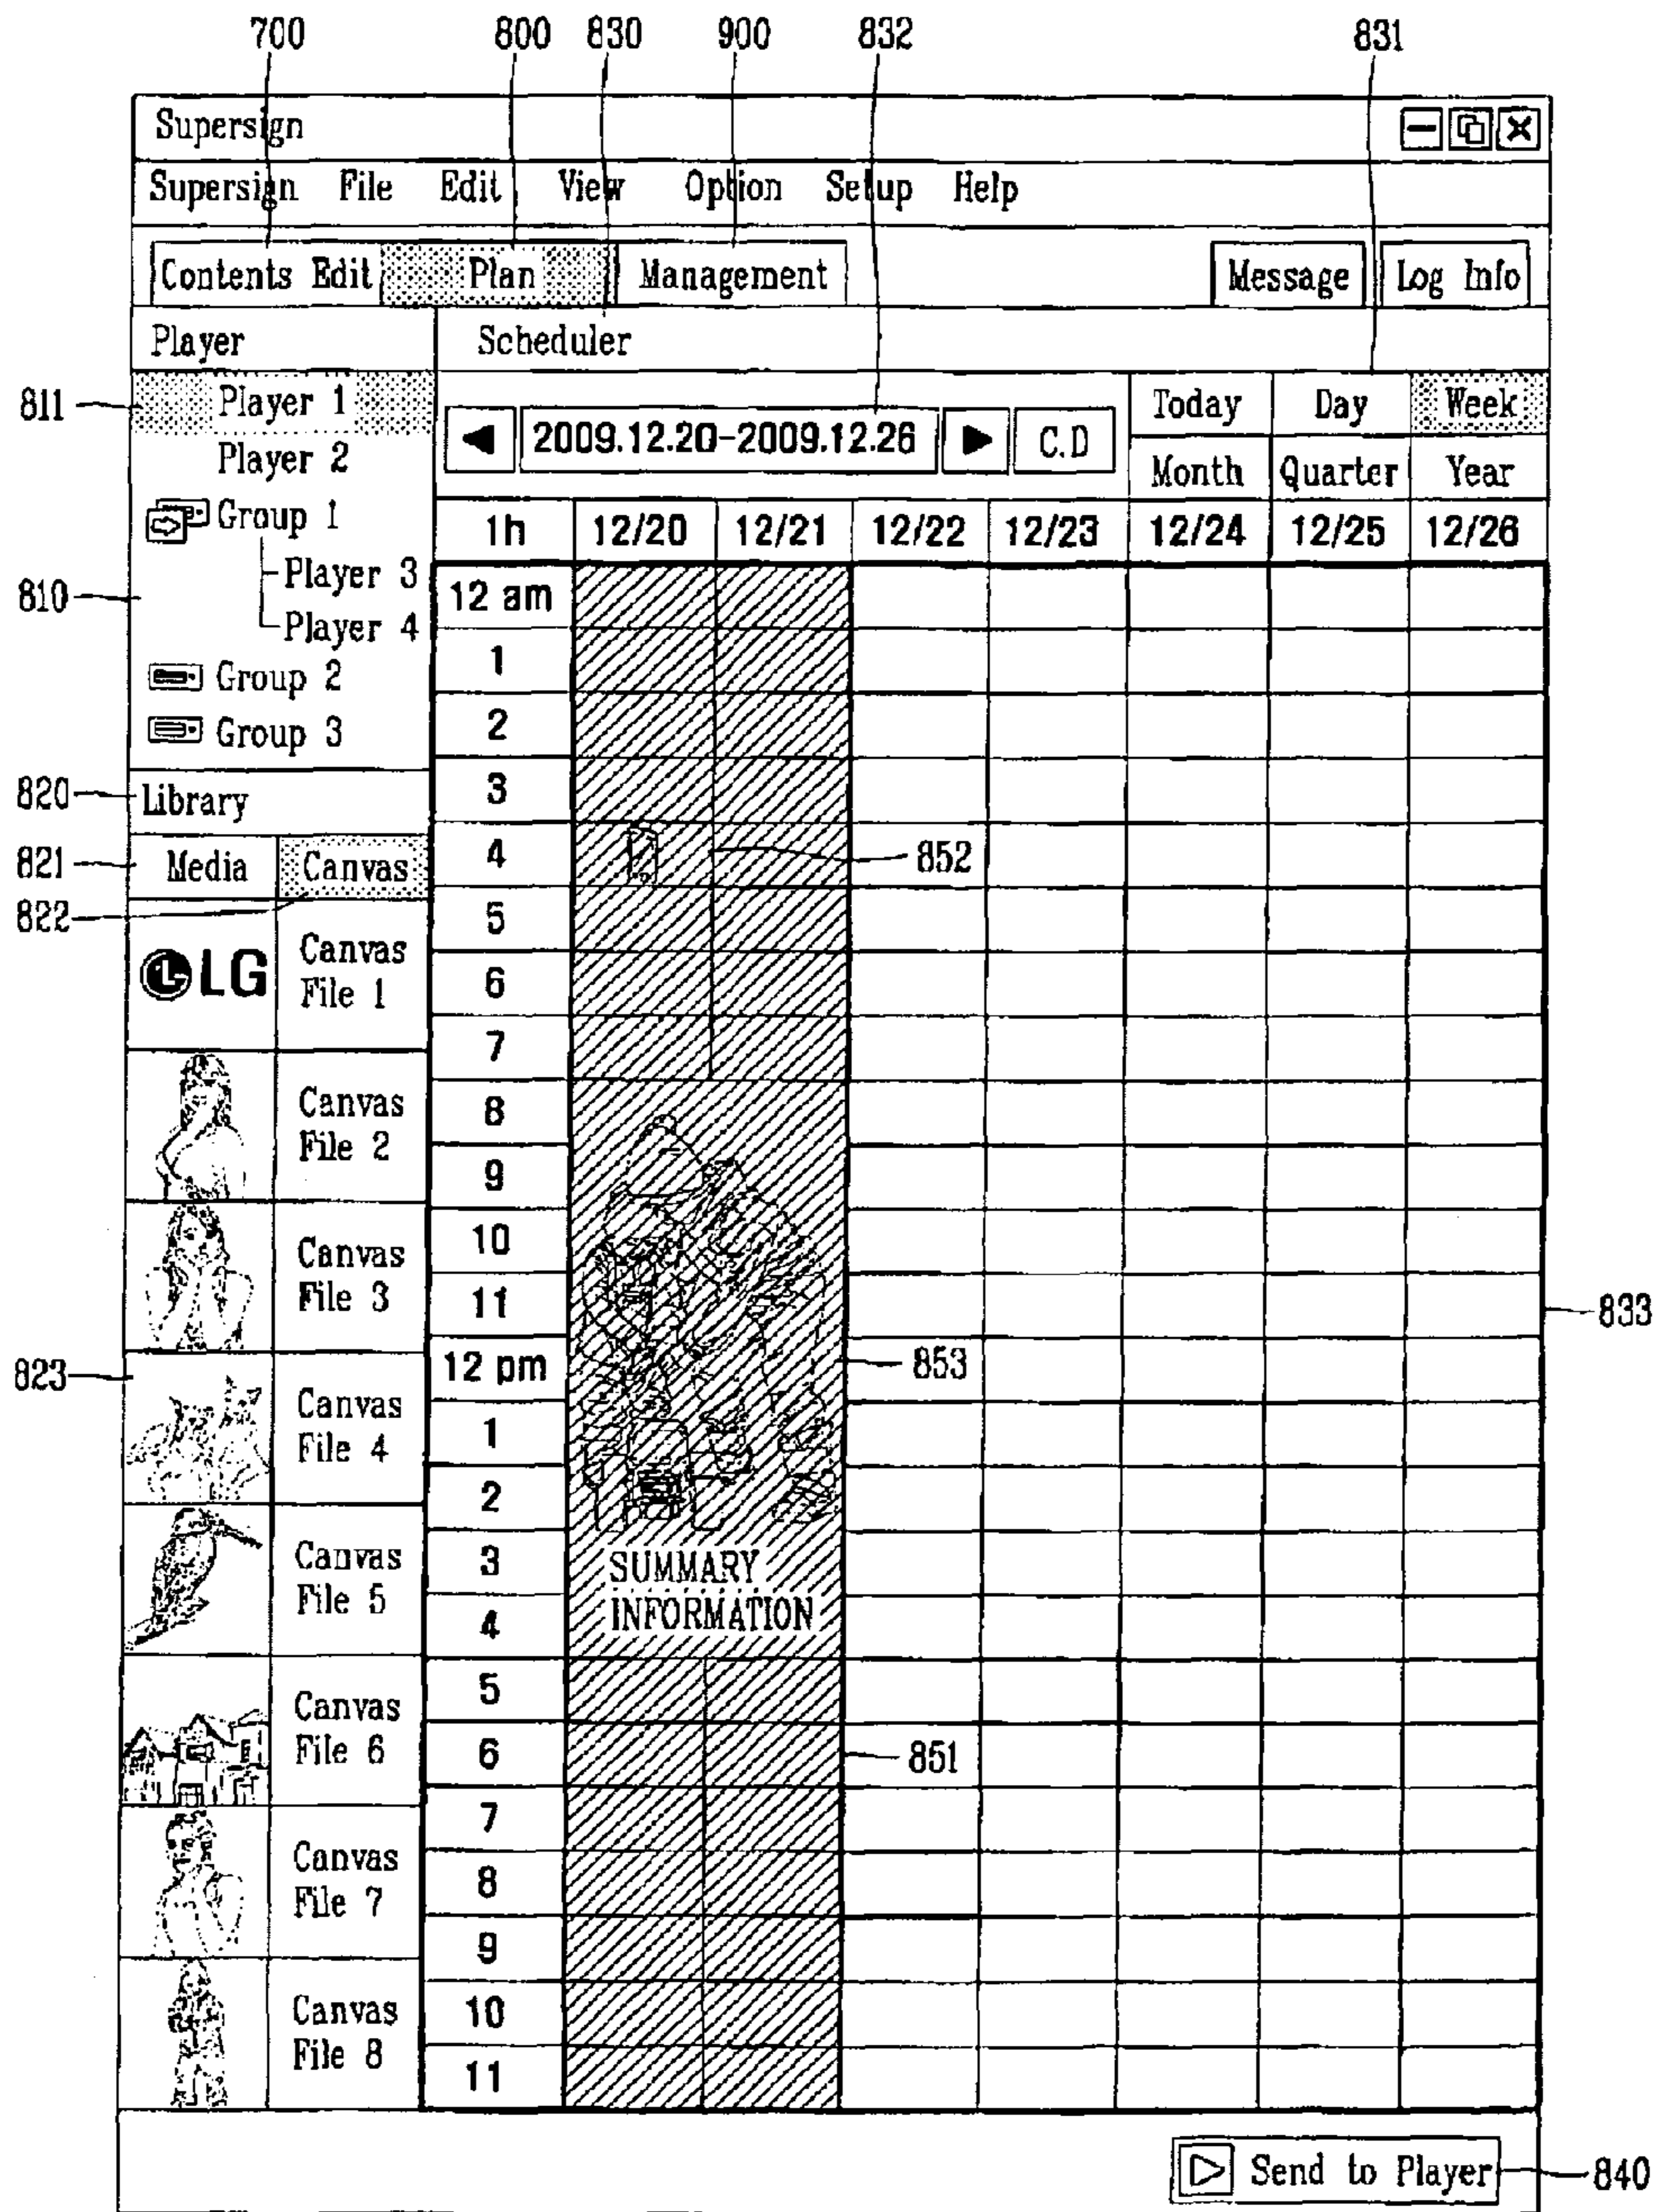 700 800 830 900 832 831
Supersign
Supersign File Edit View Option Setup Help
Contents Edit Plan Management Message Log Info
Player Scheduler
811 Player 1
Player 2
Group 1
Player 3
810
Player 4
Group 2
Group 3
2009.12.20-2009.12.26 C.D
Today Day Week
Month Quarter Year
1h 12/20 12/21 12/22 12/23 12/24 12/25 12/26
12 am
1
2
820 Library
3
821 Media Canvas
4 852
822
5
LG Canvas
File 1
6
7
Canvas
File 2
8
9
Canvas
File 3
10
11 833
823
12 pm 853
Canvas
File 4
1
2
Canvas
File 5
3 SUMMARY
4 INFORMATION
Canvas
File 6
5
6 851
Canvas
File 7
7
8
9
Canvas
File 8
10
11
Send to Player 840